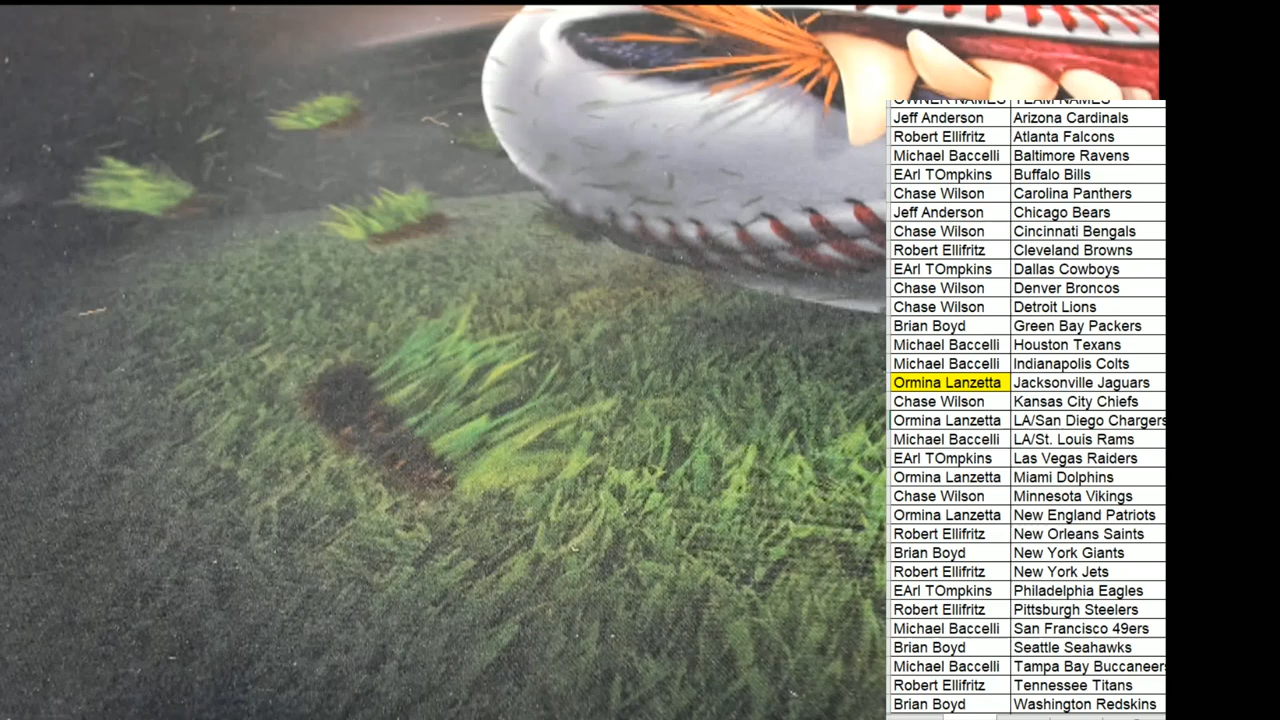 OWNER NAMES TEAM NAMES
Jeff Anderson Arizona Cardinals
Robert Ellifritz Atlanta Falcons
Michael Baccelli Baltimore Ravens
EArl TOmpkins Buffalo Bills
Chase Wilson Carolina Panthers
Jeff Anderson Chicago Bears
Chase Wilson Cincinnati Bengals
Robert Ellifritz Cleveland Browns
EArl TOmpkins Dallas Cowboys
Chase Wilson Denver Broncos
Chase Wilson Detroit Lions
Brian Boyd Green Bay Packers
Michael Baccelli Houston Texans
Michael Baccelli Indianapolis Colts
Ormina Lanzetta Jacksonville Jaguars
Chase Wilson Kansas City Chiefs
Ormina Lanzetta LA/San Diego Chargers
Michael Baccelli LA/St. Louis Rams
EArl TOmpkins Las Vegas Raiders
Ormina Lanzetta Miami Dolphins
Chase Wilson Minnesota Vikings
Ormina Lanzetta New England Patriots
Robert Ellifritz New Orleans Saints
Brian Boyd New York Giants
Robert Ellifritz New York Jets
EArl TOmpkins Philadelphia Eagles
Robert Ellifritz Pittsburgh Steelers
Michael Baccelli San Francisco 49ers
Brian Boyd Seattle Seahawks
Michael Baccelli Tampa Bay Buccaneers
Robert Ellifritz Tennessee Titans
Brian Boyd Washington Redskins